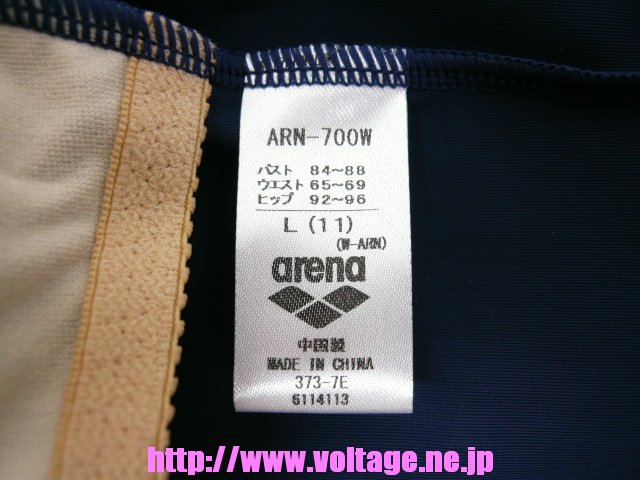 ARN-700W
バスト 84~88
ウエスト 65~69
ヒップ 92~96
L (11)
(W-ARN)
arena
中国製
MADE IN CHINA
373-7E
6114113
http://www.voltage.ne.jp